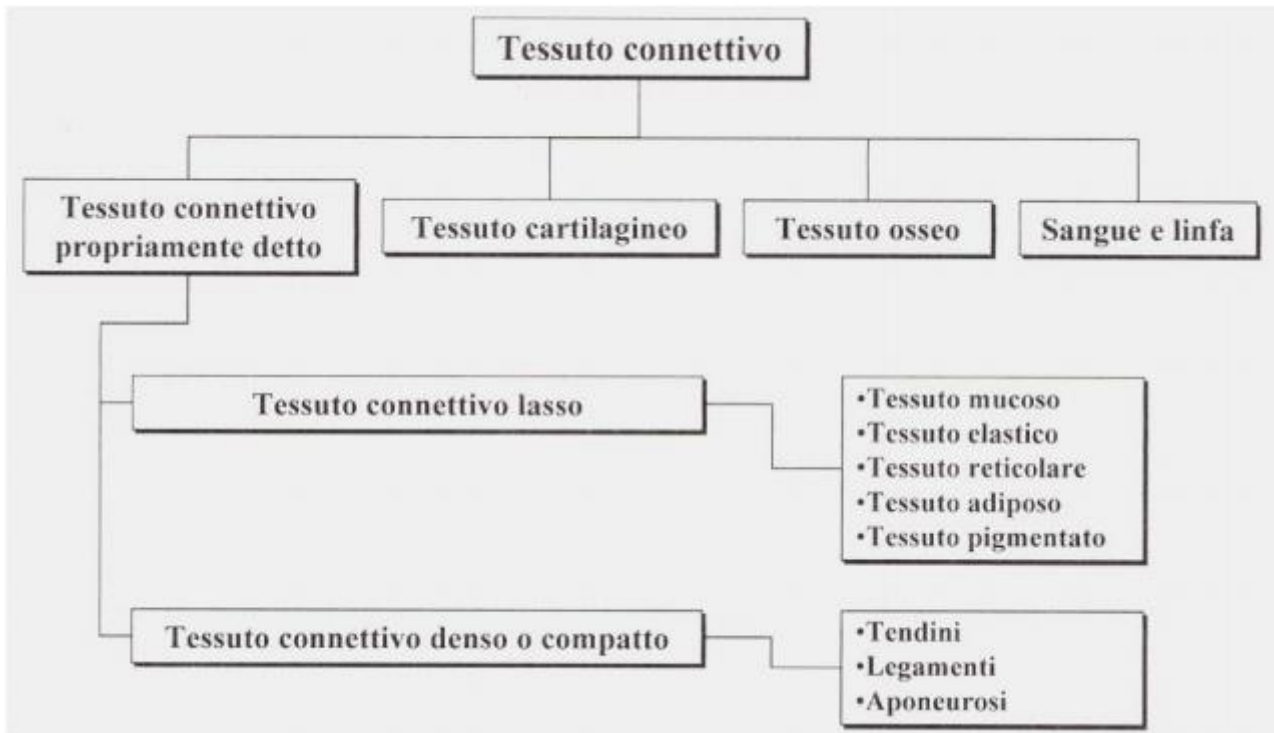 Tessuto connettivo
Tessuto connettivo
propriamente detto
Tessuto cartilagineo
Tessuto osseo
Sangue e linfa
Tessuto connettivo lasso
•Tessuto mucoso
•Tessuto elastico
•Tessuto reticolare
•Tessuto adiposo
•Tessuto pigmentato
Tessuto connettivo denso o compatto
•Tendini
•Legamenti
•Aponeurosi